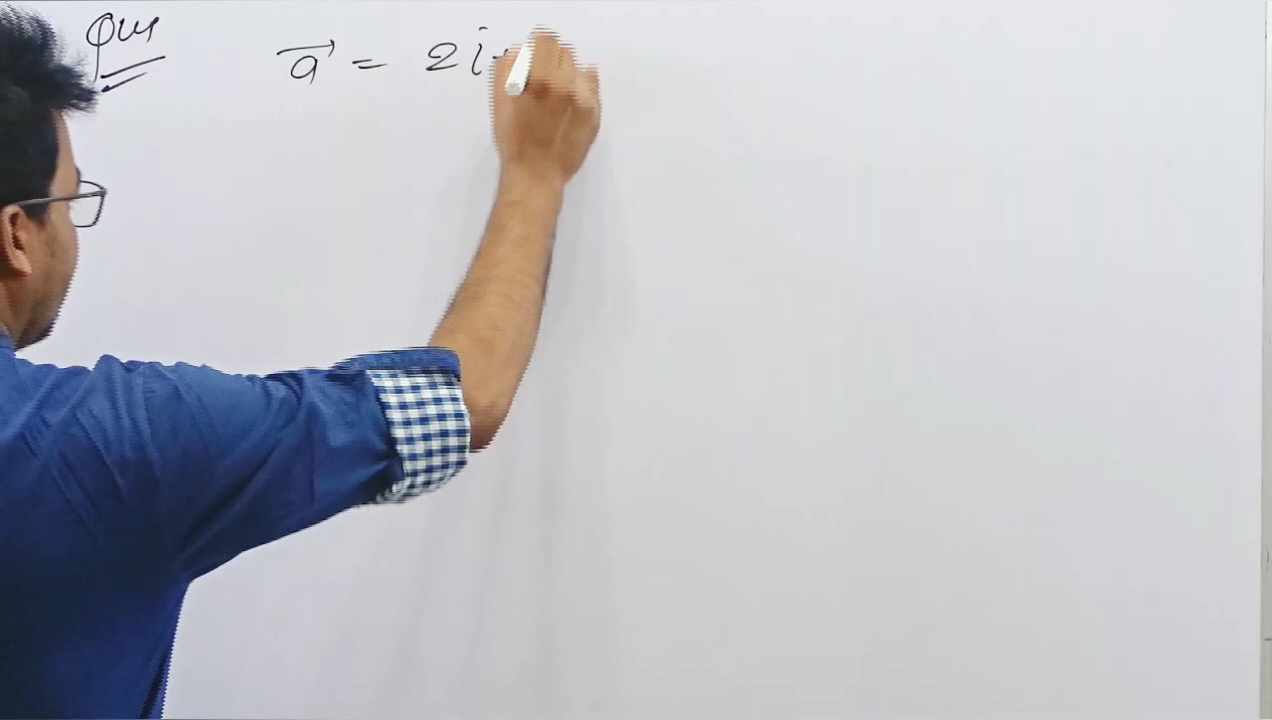 Que
→a = 2i